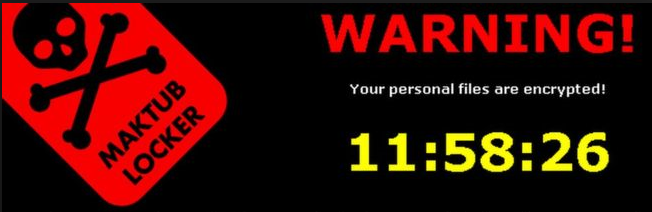 MAKTUB
LOCKER
WARNING!
Your personal files are encrypted!
11:58:26